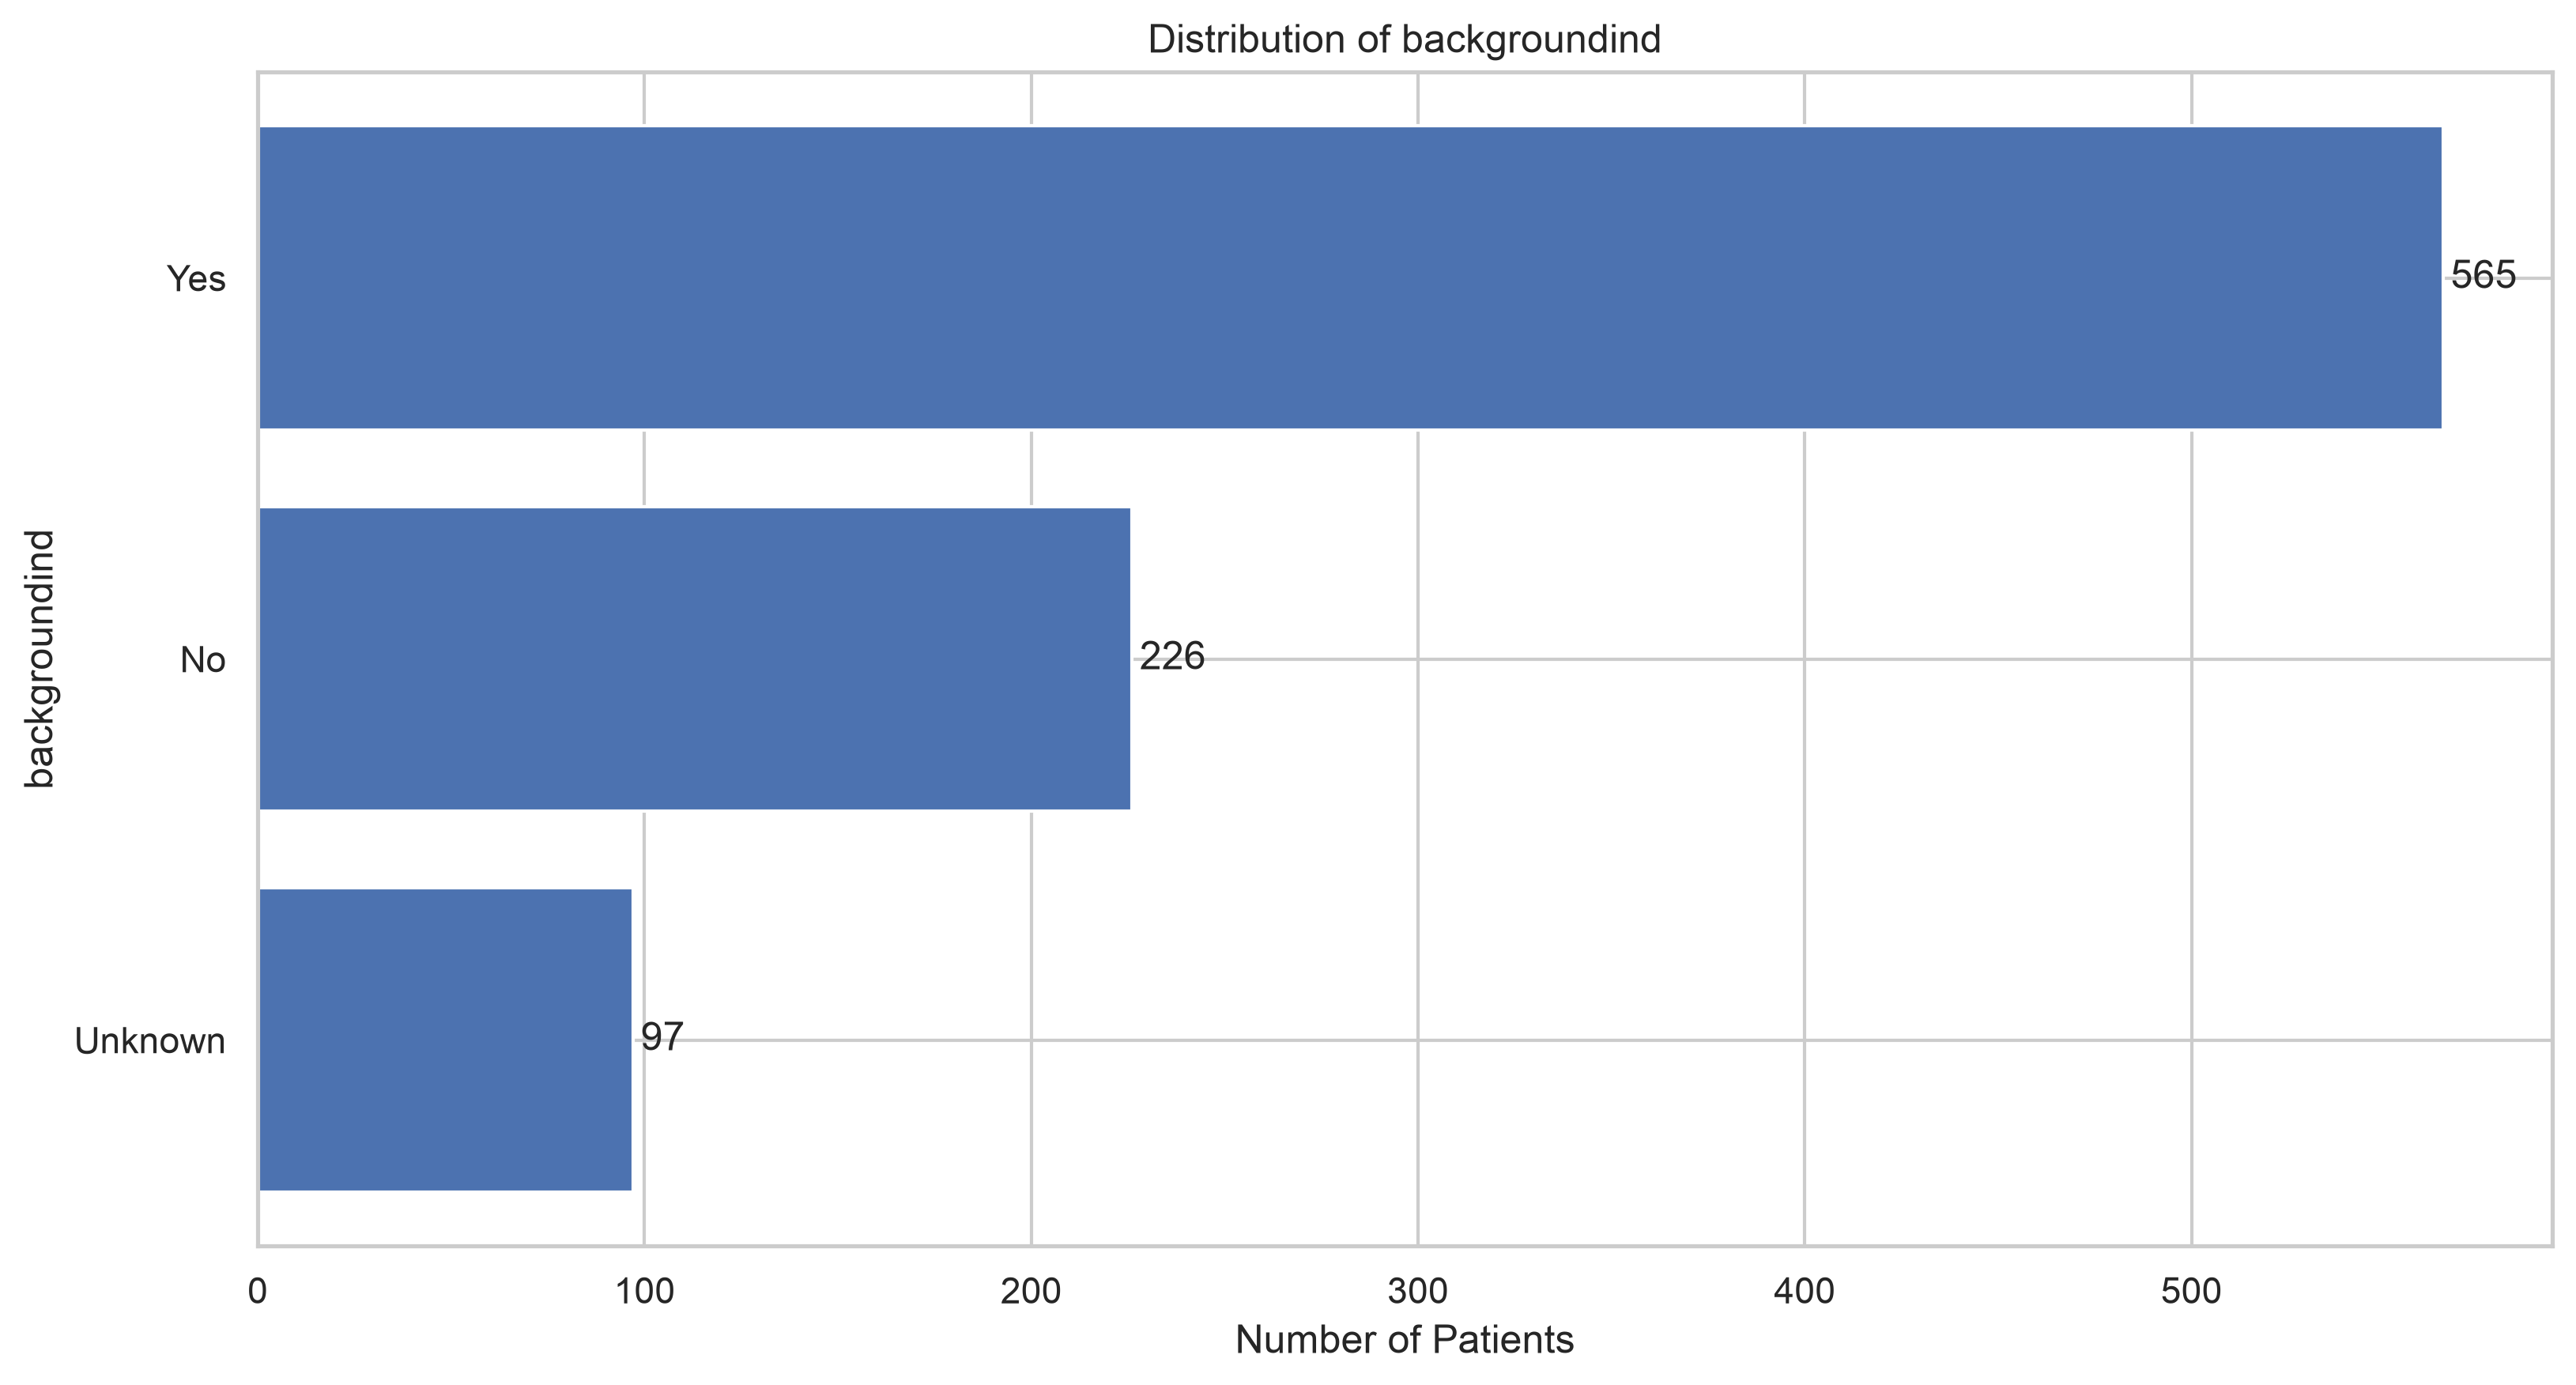 Distribution of backgroundind
backgroundind
Yes
565
No
226
Unknown
97
0 100 200 300 400 500
Number of Patients